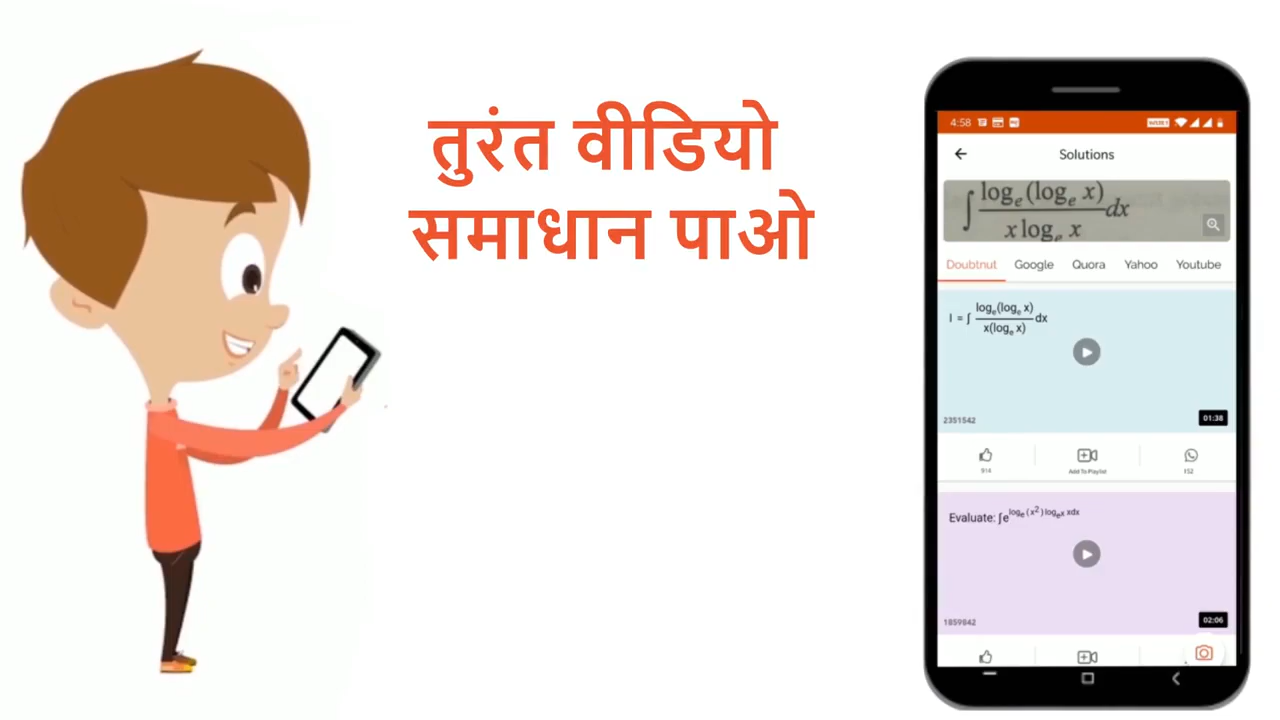 तुरंत वीडियो
समाधान पाओ
4:58
Solutions
∫ logₑ(logₑ x) / x logₑ x dx
Doubtnut Google Quora Yahoo Youtube
I = ∫ logₑ(logₑ x) / x(logₑ x) dx
2351542 01:38
914 Add To Playlist 152
Evaluate: ∫e^logₑ(x²) logₑx xdx
1859842 02:06